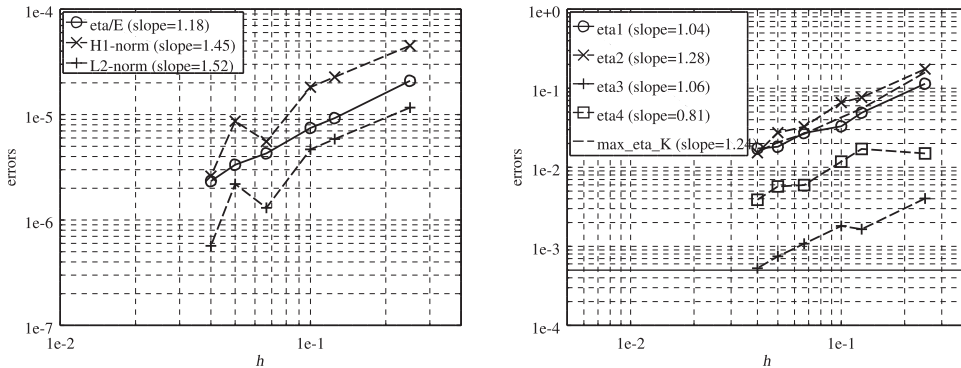 1e-4
1e-5
1e-6
1e-7
errors
eta/E (slope=1.18)
H1-norm (slope=1.45)
L2-norm (slope=1.52)
1e-2
1e-1
h
1e+0
1e-1
1e-2
1e-3
1e-4
errors
eta1 (slope=1.04)
eta2 (slope=1.28)
eta3 (slope=1.06)
eta4 (slope=0.81)
max_eta_K (slope=1.24)
1e-2
1e-1
h